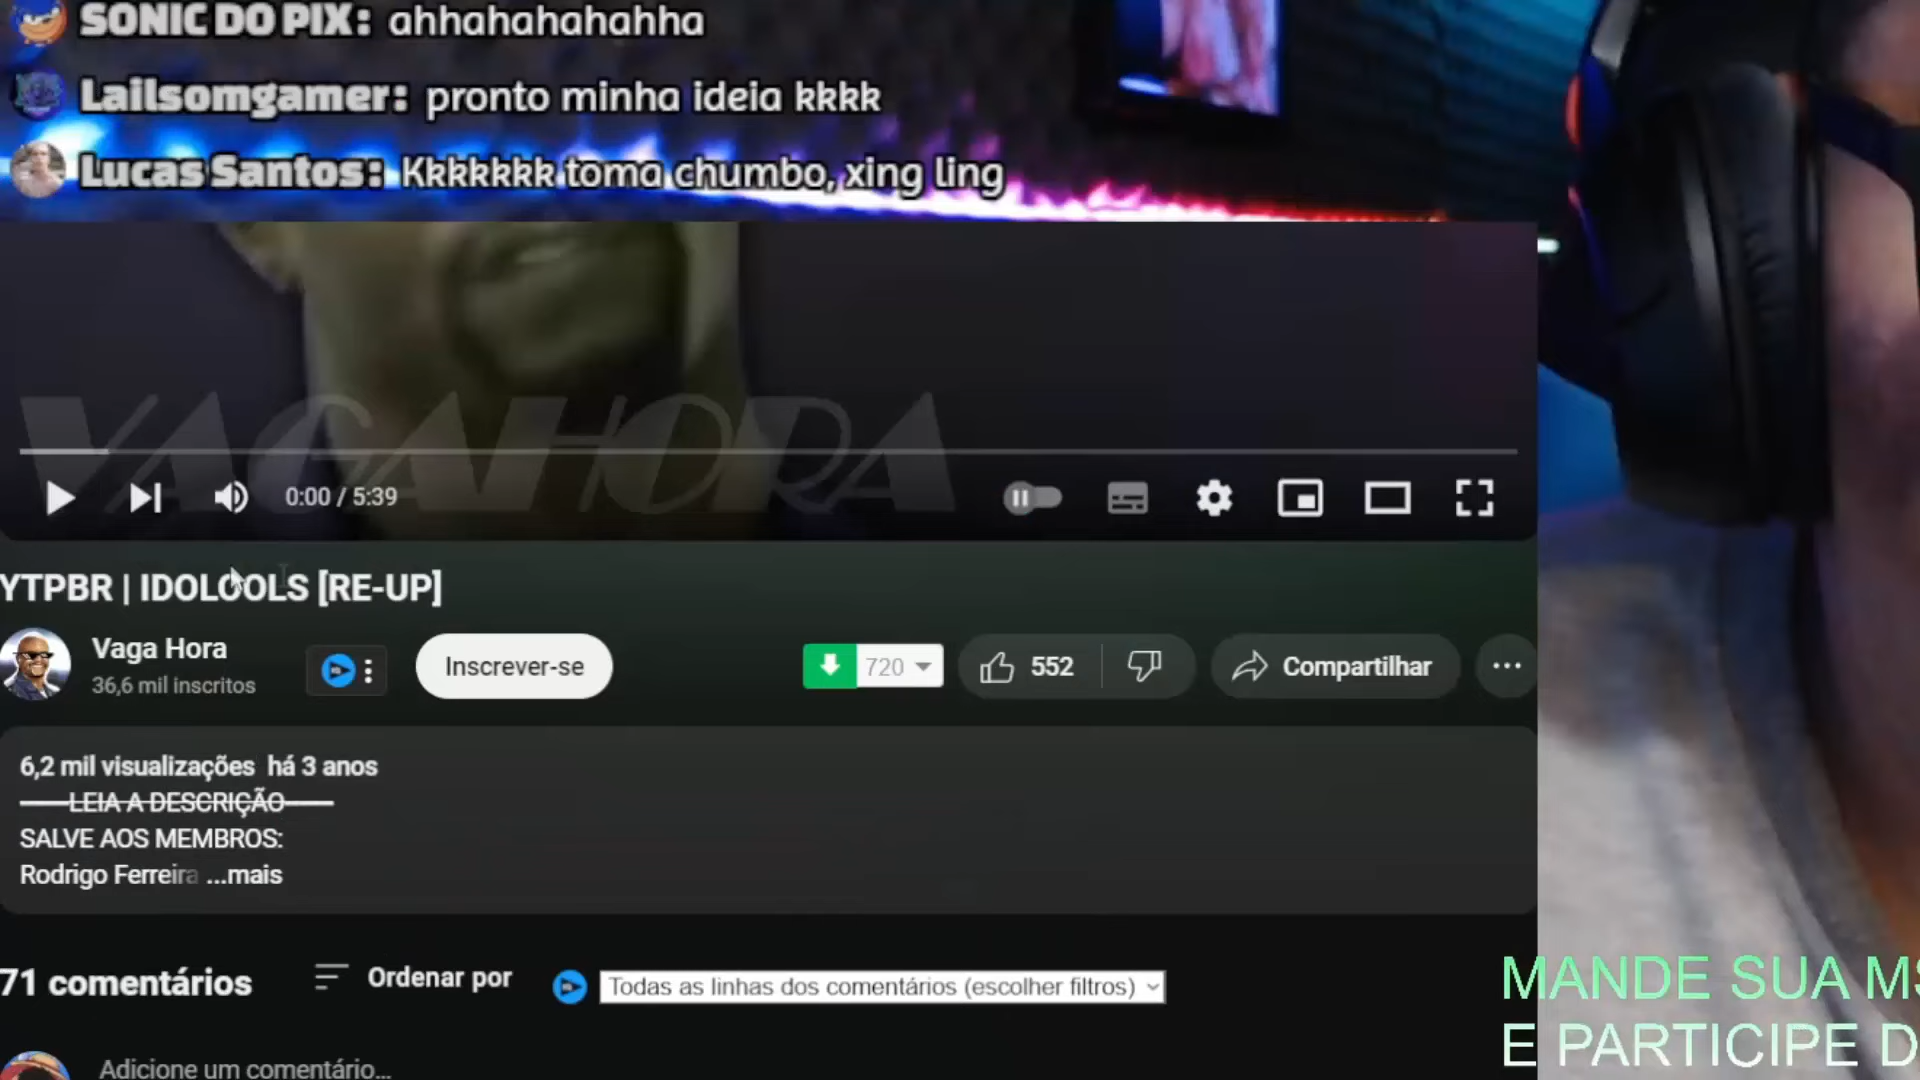 SONIC DO PIX: ahhahahahahha
Lailsomgamer: pronto minha ideia kkkk
Lucas Santos: Kkkkkkk toma chumbo, xing ling
VAGAHORA
0:00 / 5:39
YTPBR | IDOLOOLS [RE-UP]
Vaga Hora
36,6 mil inscritos
Inscrever-se
720
552
Compartilhar
6,2 mil visualizações há 3 anos
LEIA A DESCRIÇÃO
SALVE AOS MEMBROS:
Rodrigo Ferreira ...mais
71 comentários
Ordenar por
Todas as linhas dos comentários (escolher filtros)
Adicione um comentário...
MANDE SUA MS
E PARTICIPE D